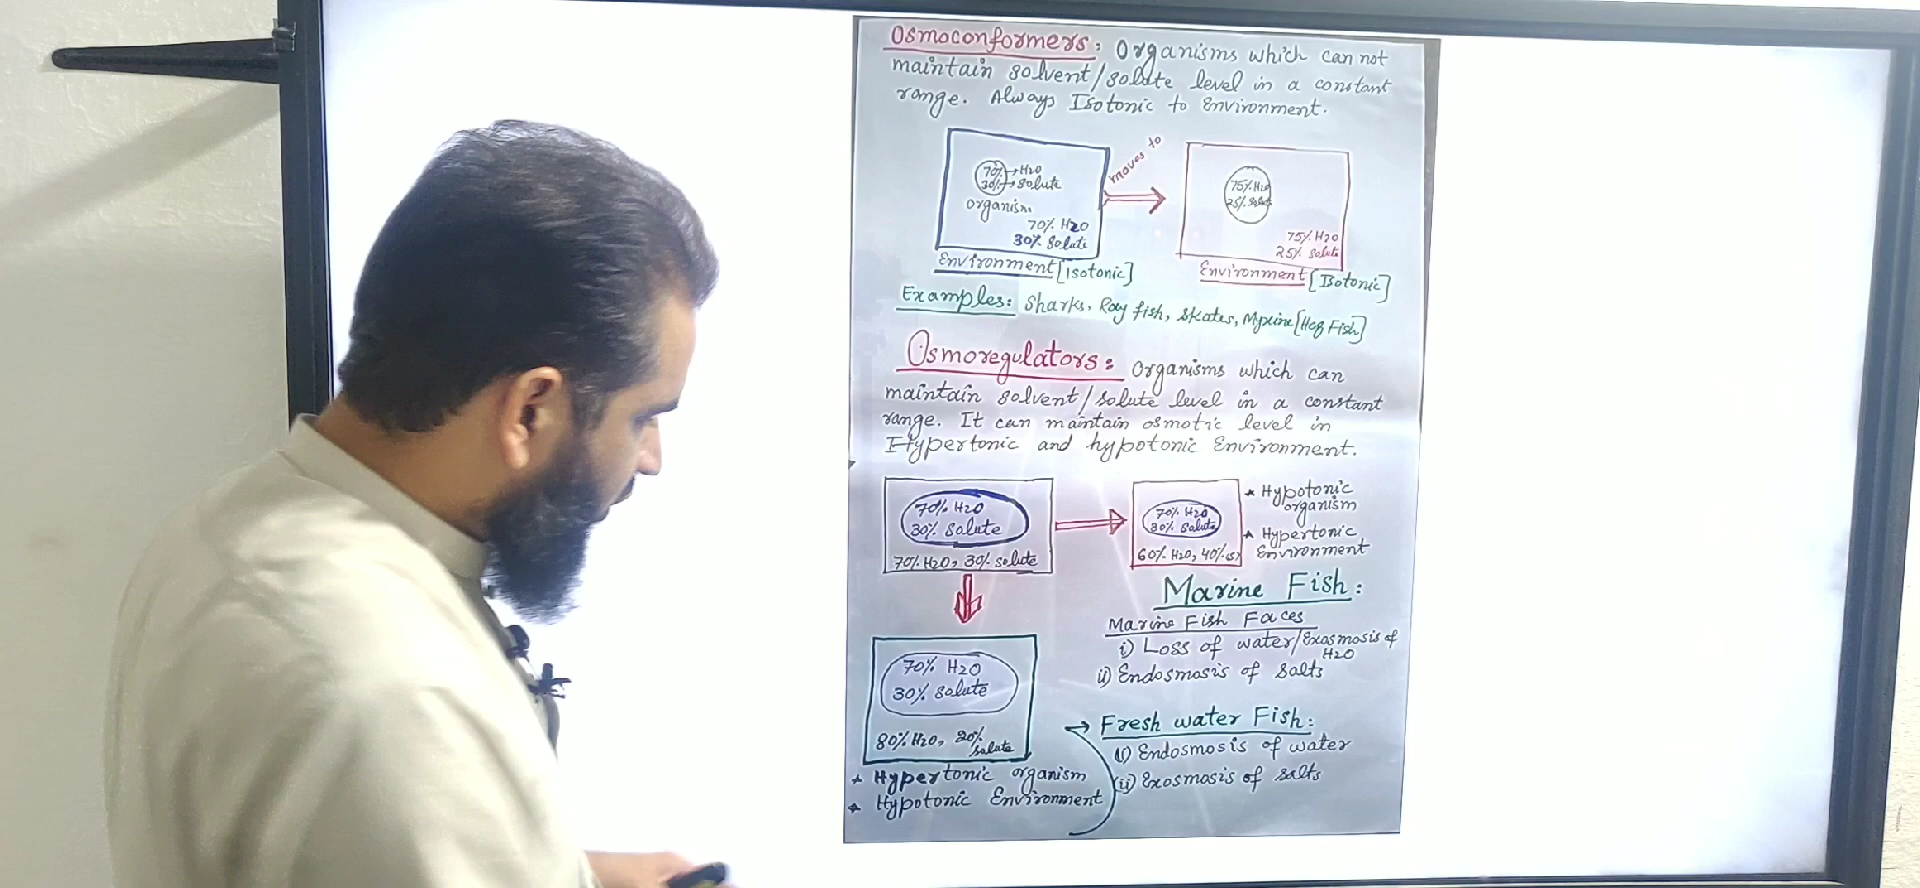 Osmoconformers: Organisms which can not
maintain solvent/solute level in a constant
range. Always Isotonic to Environment.
70%→H2O
30%→solute
organism
70% H2O
30% Solute
Environment [Isotonic]
moves to
75% H2O
25% Solute
75% H2O
25% Solute
Environment [Isotonic]
Examples: Sharks, Ray fish, Skates, Myxine [Hag Fish]
Osmoregulators: Organisms which can
maintain solvent/solute level in a constant
range. It can maintain osmotic level in
Hypertonic and hypotonic Environment.
70% H2O
30% Solute
70% H2O, 30% solute
70% H2O
30% Solute
60% H2O, 40%
* Hypotonic
organism
* Hypertonic
Environment
70% H2O
30% solute
80% H2O, 20%
solute
* Hypertonic organism
* Hypotonic Environment
Marine Fish:
Marine Fish Faces
i) Loss of water/Exosmosis of
H2O
ii) Endosmosis of Salts
→ Fresh water Fish:
(i) Endosmosis of water
(ii) Exosmosis of salts